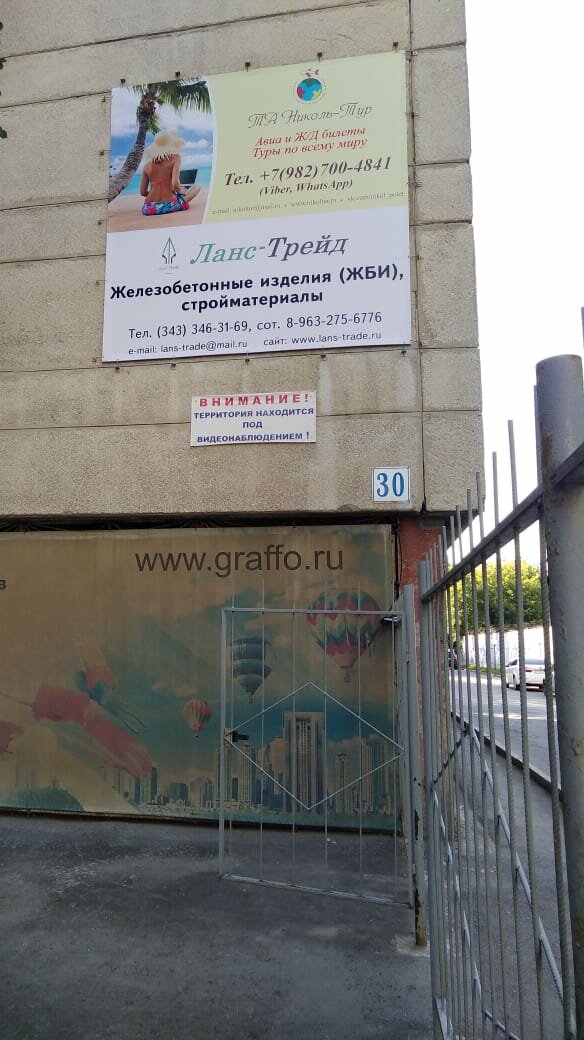 ТА Николь-Тур
Авиа и Ж/Д билеты
Туры по всему миру
Тел. +7(982)700-4841
(Viber, WhatsApp)
Ланс-Трейд
Железобетонные изделия (ЖБИ),
стройматериалы
Тел. (343) 346-31-69, сот. 8-963-275-6776
e-mail: lans-trade@mail.ru сайт: www.lans-trade.ru
ВНИМАНИЕ!
ТЕРРИТОРИЯ НАХОДИТСЯ
ПОД
ВИДЕОНАБЛЮДЕНИЕМ !
30
www.graffo.ru
в